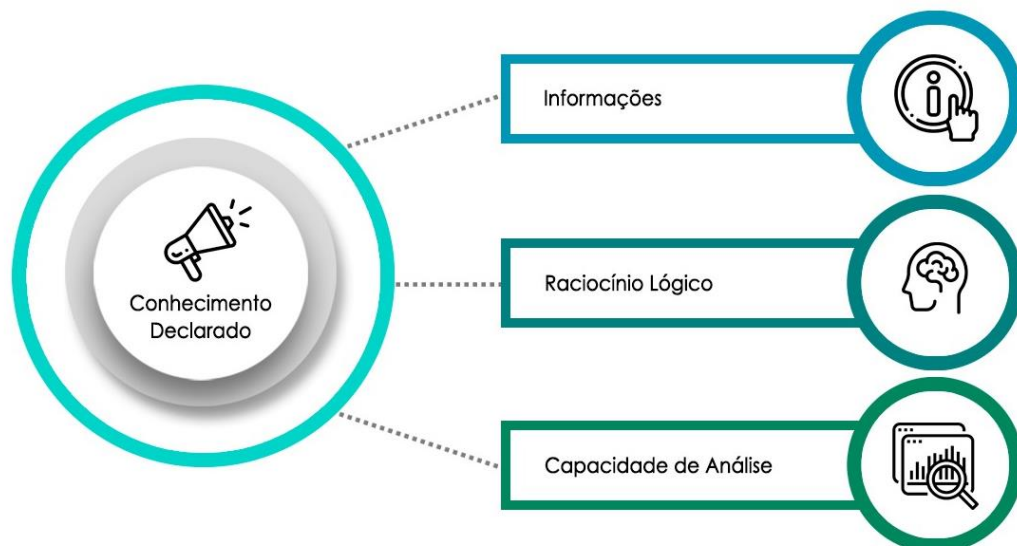 Conhecimento
Declarado
Informações
Raciocínio Lógico
Capacidade de Análise